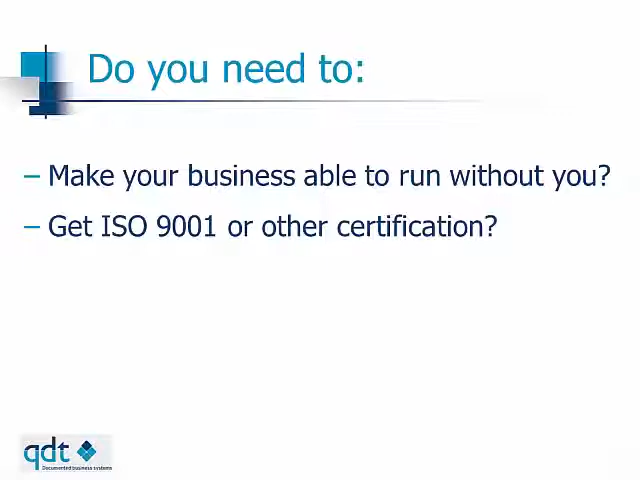 Do you need to:
– Make your business able to run without you?
– Get ISO 9001 or other certification?
qdt
Documented business systems